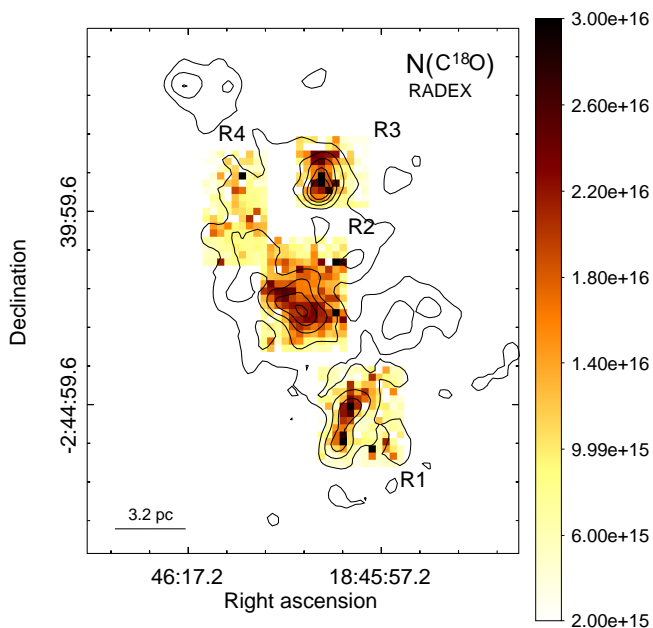 N(C¹⁸O)
RADEX
R4
R3
R2
R1
3.2 pc
39:59.6
-2:44:59.6
Declination
46:17.2
18:45:57.2
Right ascension
3.00e+16
2.60e+16
2.20e+16
1.80e+16
1.40e+16
9.99e+15
6.00e+15
2.00e+15